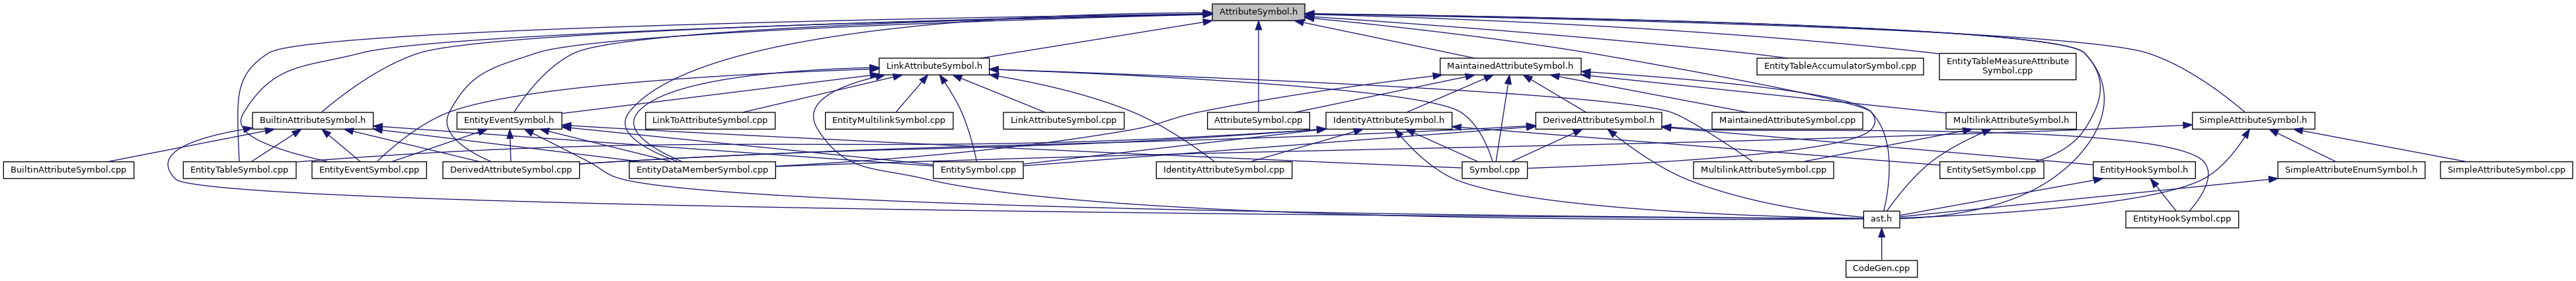 AttributeSymbol.h
LinkAttributeSymbol.h
MaintainedAttributeSymbol.h
EntityTableAccumulatorSymbol.cpp
EntityTableMeasureAttribute
Symbol.cpp
BuiltinAttributeSymbol.h
EntityEventSymbol.h
LinkToAttributeSymbol.cpp
EntityMultilinkSymbol.cpp
LinkAttributeSymbol.cpp
AttributeSymbol.cpp
IdentityAttributeSymbol.h
DerivedAttributeSymbol.h
MaintainedAttributeSymbol.cpp
MultilinkAttributeSymbol.h
SimpleAttributeSymbol.h
BuiltinAttributeSymbol.cpp
EntityTableSymbol.cpp
EntityEventSymbol.cpp
DerivedAttributeSymbol.cpp
EntityDataMemberSymbol.cpp
EntitySymbol.cpp
IdentityAttributeSymbol.cpp
Symbol.cpp
MultilinkAttributeSymbol.cpp
EntitySetSymbol.cpp
EntityHookSymbol.h
SimpleAttributeEnumSymbol.h
SimpleAttributeSymbol.cpp
ast.h
EntityHookSymbol.cpp
CodeGen.cpp